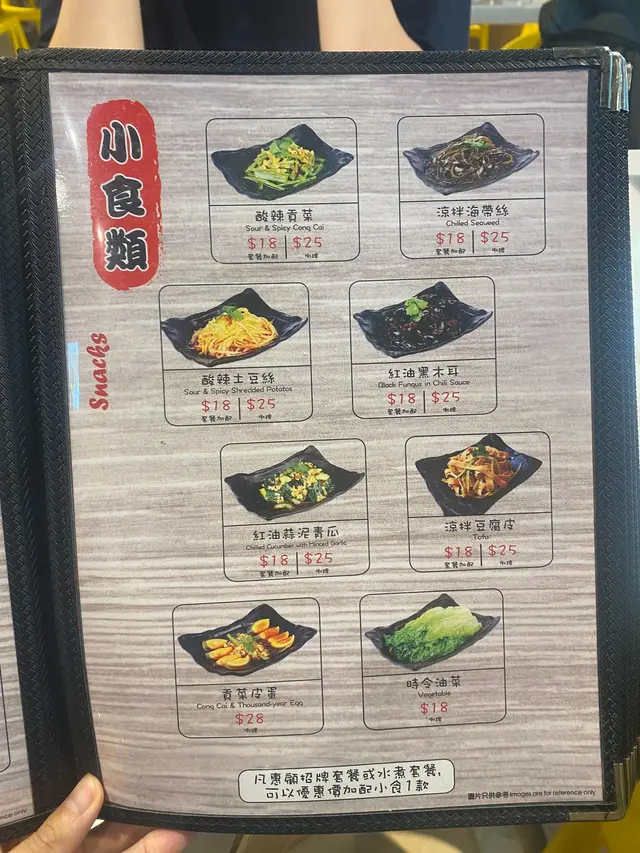 小食類
Snacks
酸辣貢菜
Sour & Spicy Cong Cai
$18 $25
套餐加配 小碟
涼拌海帶絲
Chilled Seaweed
$18 $25
套餐加配 小碟
酸辣土豆絲
Sour & Spicy Shredded Potatos
$18 $25
套餐加配 小碟
紅油黑木耳
Black Fungus in Chili Sauce
$18 $25
套餐加配 小碟
紅油蒜泥青瓜
Chilled Cucumber with Minced Garlic
$18 $25
套餐加配 小碟
涼拌豆腐皮
Tofu
$18 $25
套餐加配 小碟
貢菜皮蛋
Cong Cai & Thousand-year Egg
$28
小碟
時令油菜
Vegetable
$18
小碟
凡惠顧招牌套餐或水煮套餐,
可以優惠價加配小食1款
圖片只供參考 Images are for reference only